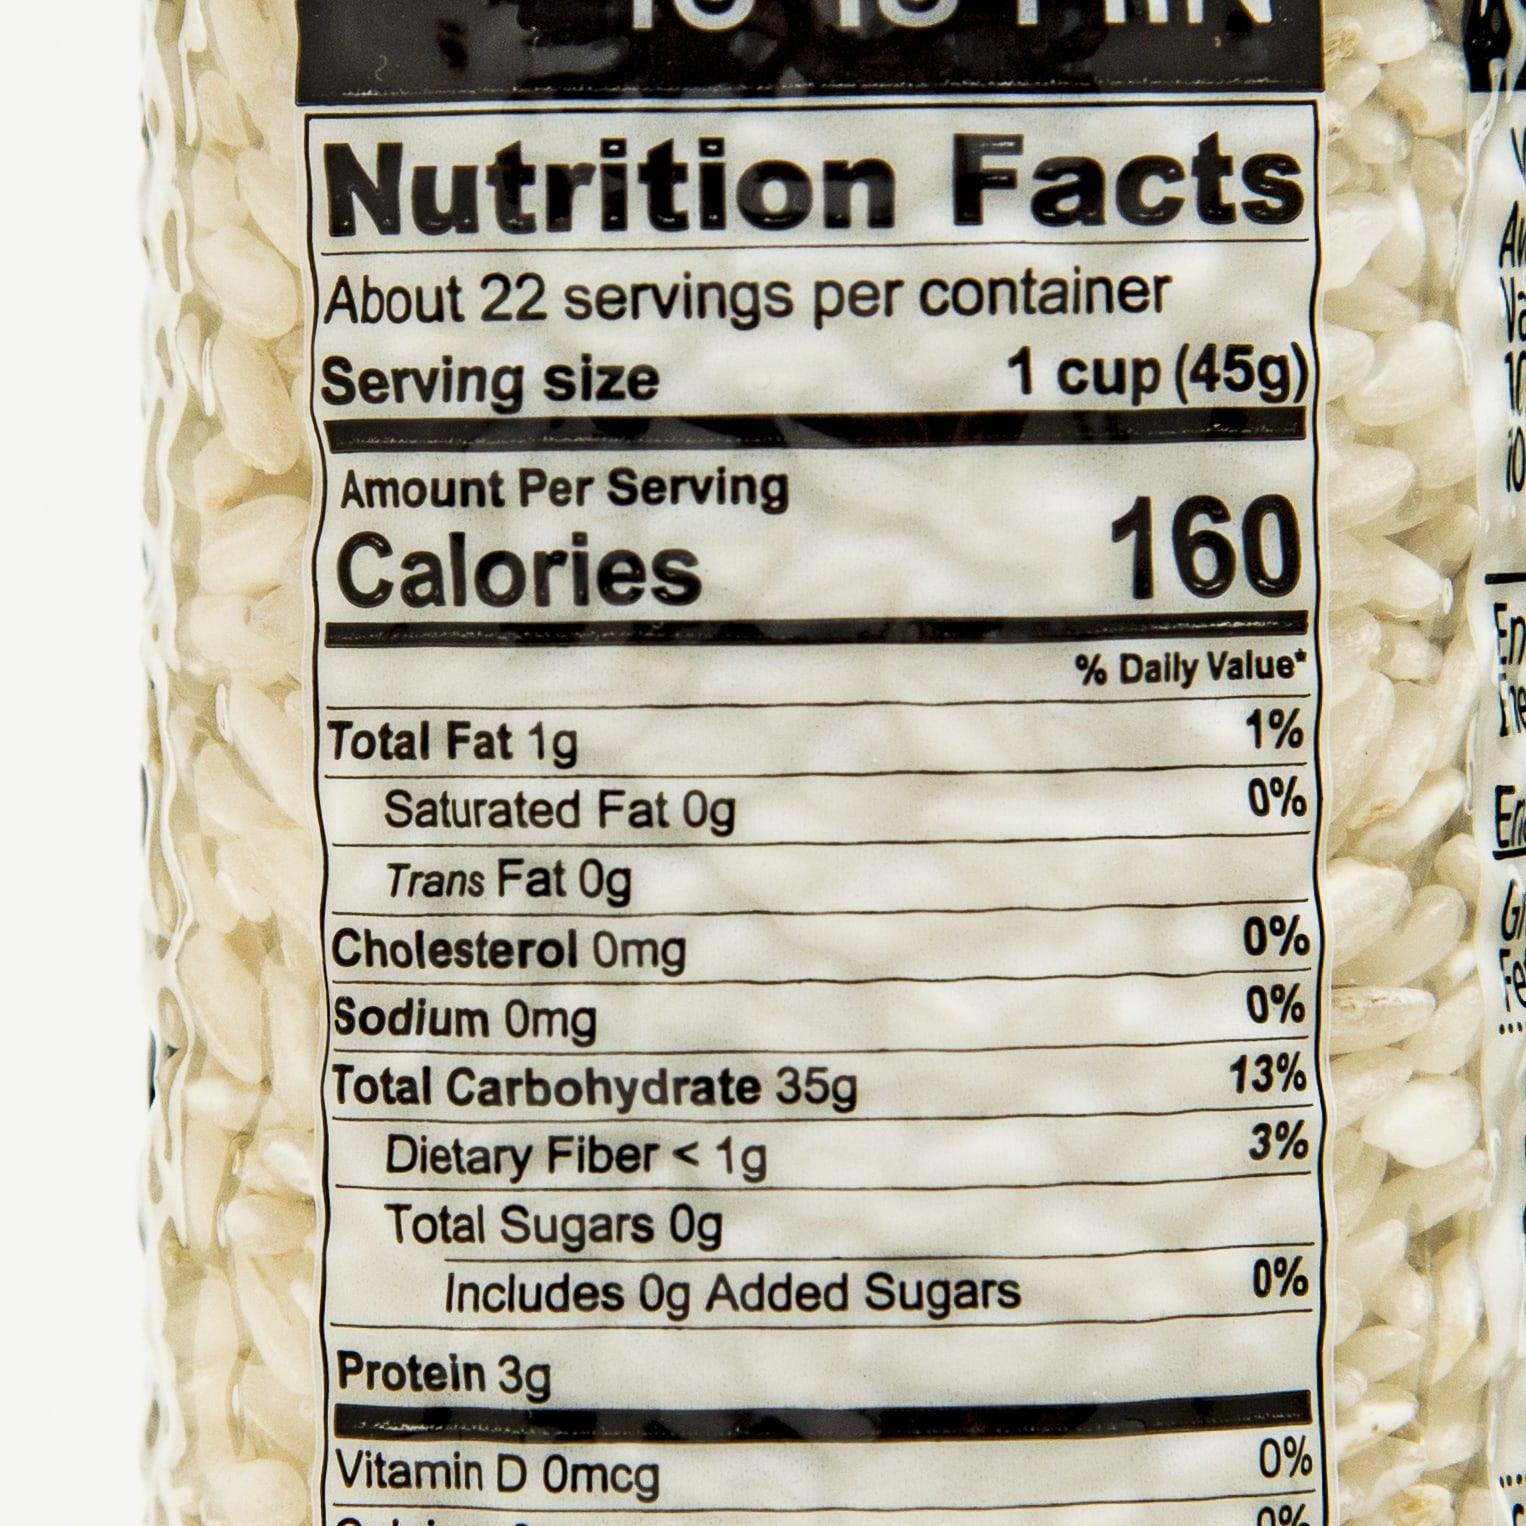 Nutrition Facts
About 22 servings per container
Serving size 1 cup (45g)
Amount Per Serving
Calories 160
% Daily Value*
Total Fat 1g 1%
Saturated Fat 0g 0%
Trans Fat 0g
Cholesterol 0mg 0%
Sodium 0mg 0%
Total Carbohydrate 35g 13%
Dietary Fiber < 1g 3%
Total Sugars 0g
Includes 0g Added Sugars 0%
Protein 3g
Vitamin D 0mcg 0%